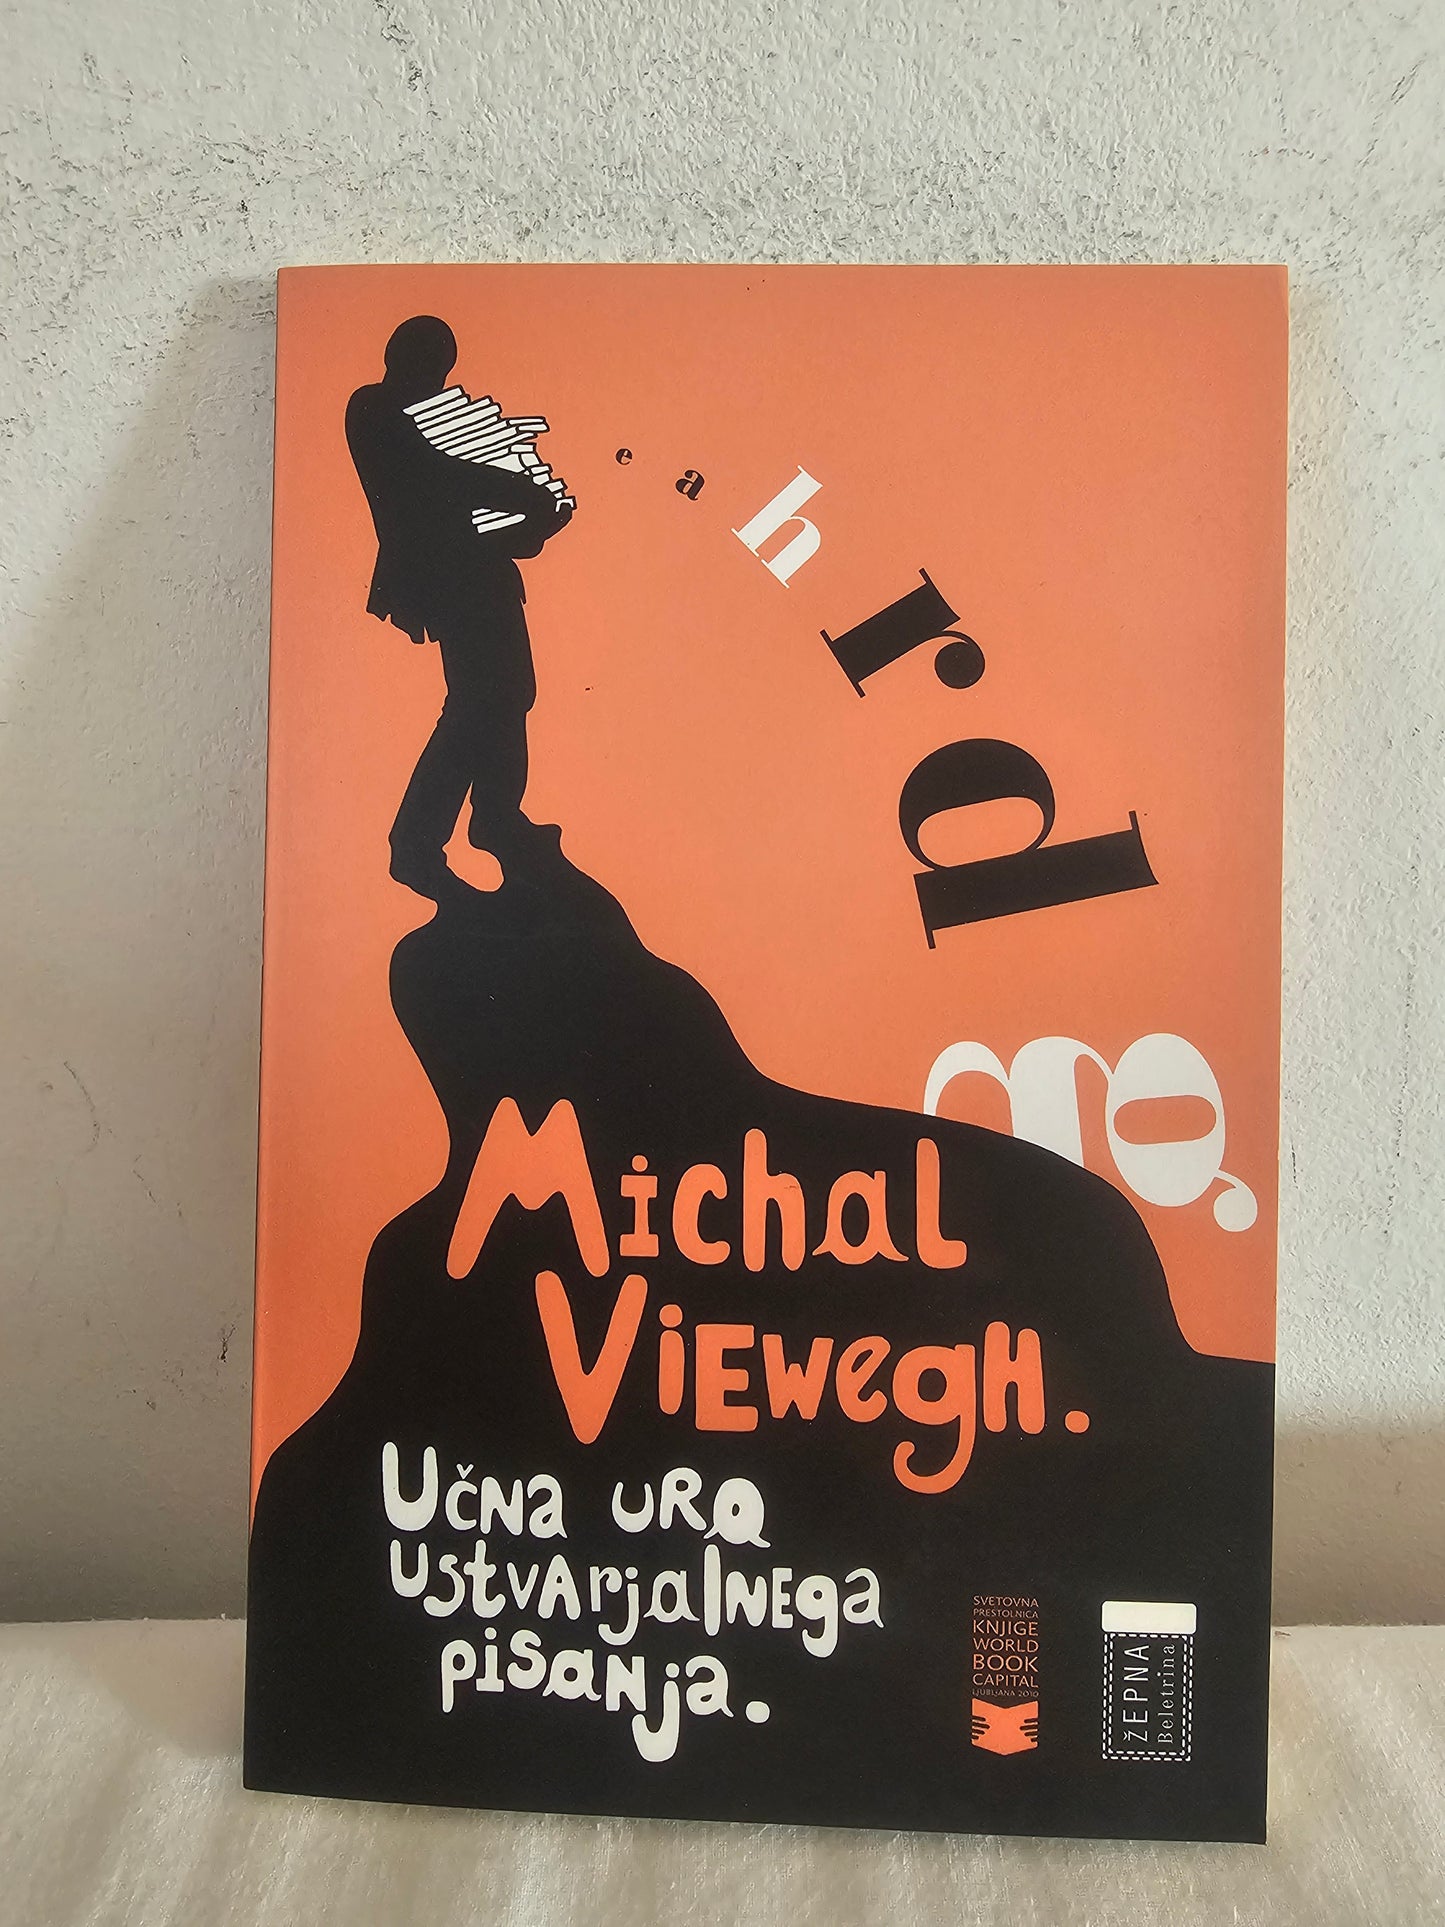 e
a
h
r
d
a
Michal
Viewegh.
Učna ura
ustvarjalnega
pisanja.
SVETOVNA
PRESTOLNICA
KNJIGE
WORLD
BOOK
CAPITAL
LJUBLJANA 2010
ŽEPNA
Beletrina